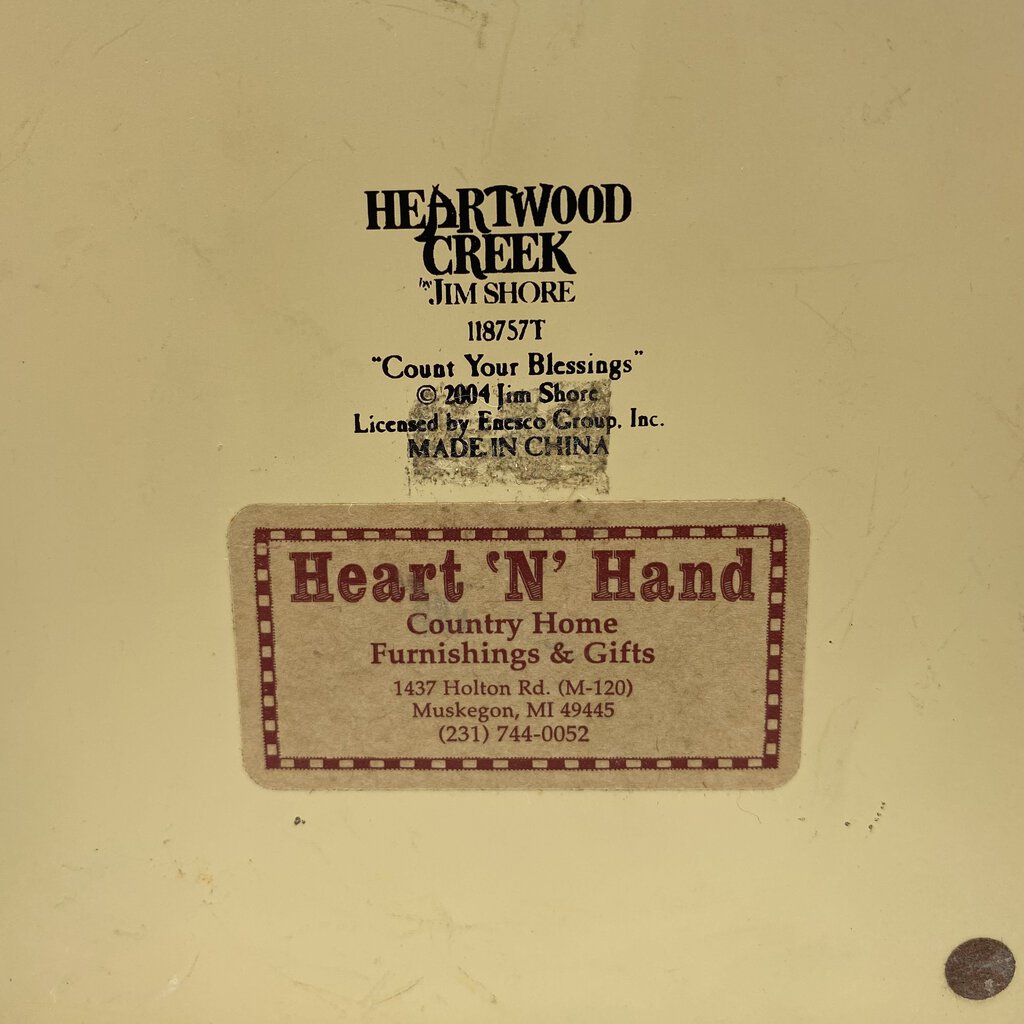 HEARTWOOD
CREEK
by JIM SHORE
118757T
"Count Your Blessings"
© 2004 Jim Shore
Licensed by Enesco Group, Inc.
MADE IN CHINA
Heart 'N' Hand
Country Home
Furnishings & Gifts
1437 Holton Rd. (M-120)
Muskegon, MI 49445
(231) 744-0052